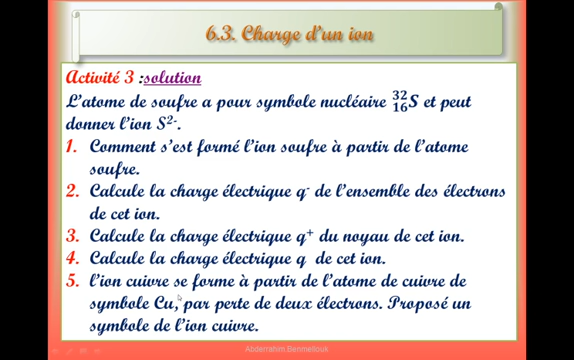 6.3. Charge d'un ion
Activité 3 :solution
L'atome de soufre a pour symbole nucléaire ³²₁₆S et peut
donner l'ion S²⁻.
1. Comment s'est formé l'ion soufre à partir de l'atome
soufre.
2. Calcule la charge électrique q⁻ de l'ensemble des électrons
de cet ion.
3. Calcule la charge électrique q⁺ du noyau de cet ion.
4. Calcule la charge électrique q de cet ion.
5. l'ion cuivre se forme à partir de l'atome de cuivre de
symbole Cu, par perte de deux électrons. Proposé un
symbole de l'ion cuivre.
Abderrahim Benmellouk